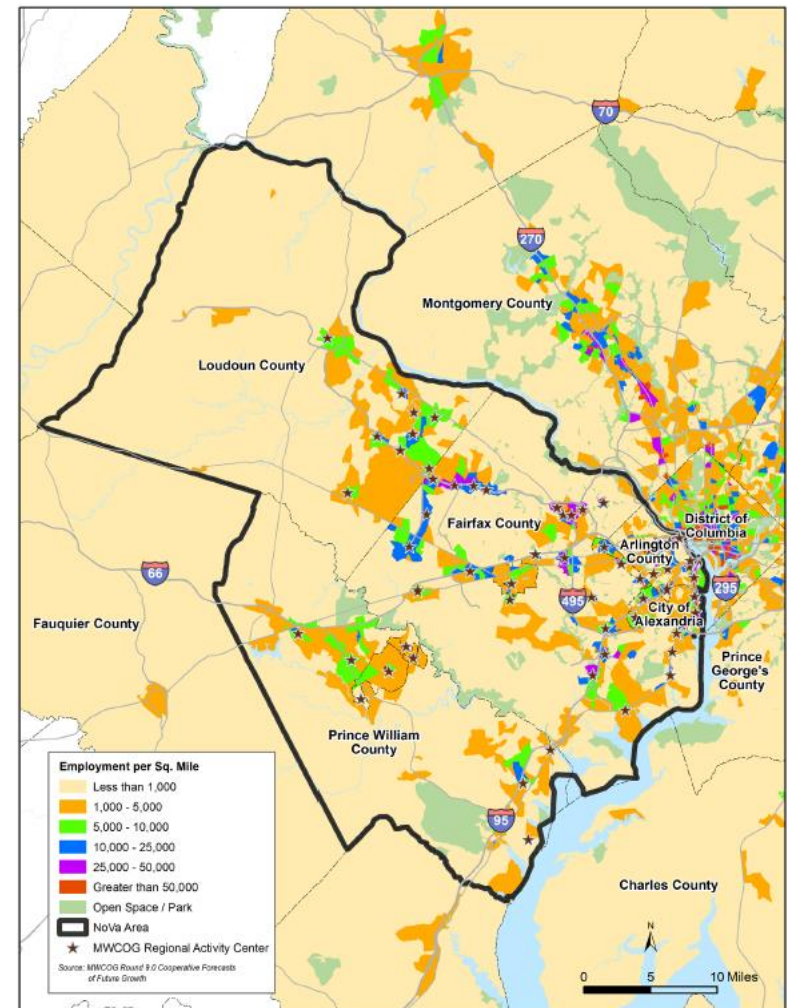 70
270
Montgomery County
Loudoun County
District of
Columbia
Fairfax County
Arlington
County
66
495
295
City of
Alexandria
Fauquier County
Prince
George's
County
Prince William
County
95
Charles County
Employment per Sq. Mile
Less than 1,000
1,000 - 5,000
5,000 - 10,000
10,000 - 25,000
25,000 - 50,000
Greater than 50,000
Open Space / Park
NoVa Area
MWCOG Regional Activity Center
Source: MWCOG Round 9.0 Cooperative Forecasts
of Future Growth
N
0 5 10 Miles